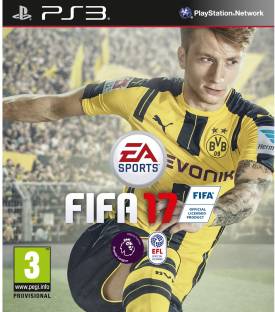 PS3
PlayStation.Network
BVB
09
EVONIK
EA
SPORTS
FIFA 17
FIFA
OFFICIAL
LICENSED
PRODUCT
3
www.pegi.info
PROVISIONAL
EFL